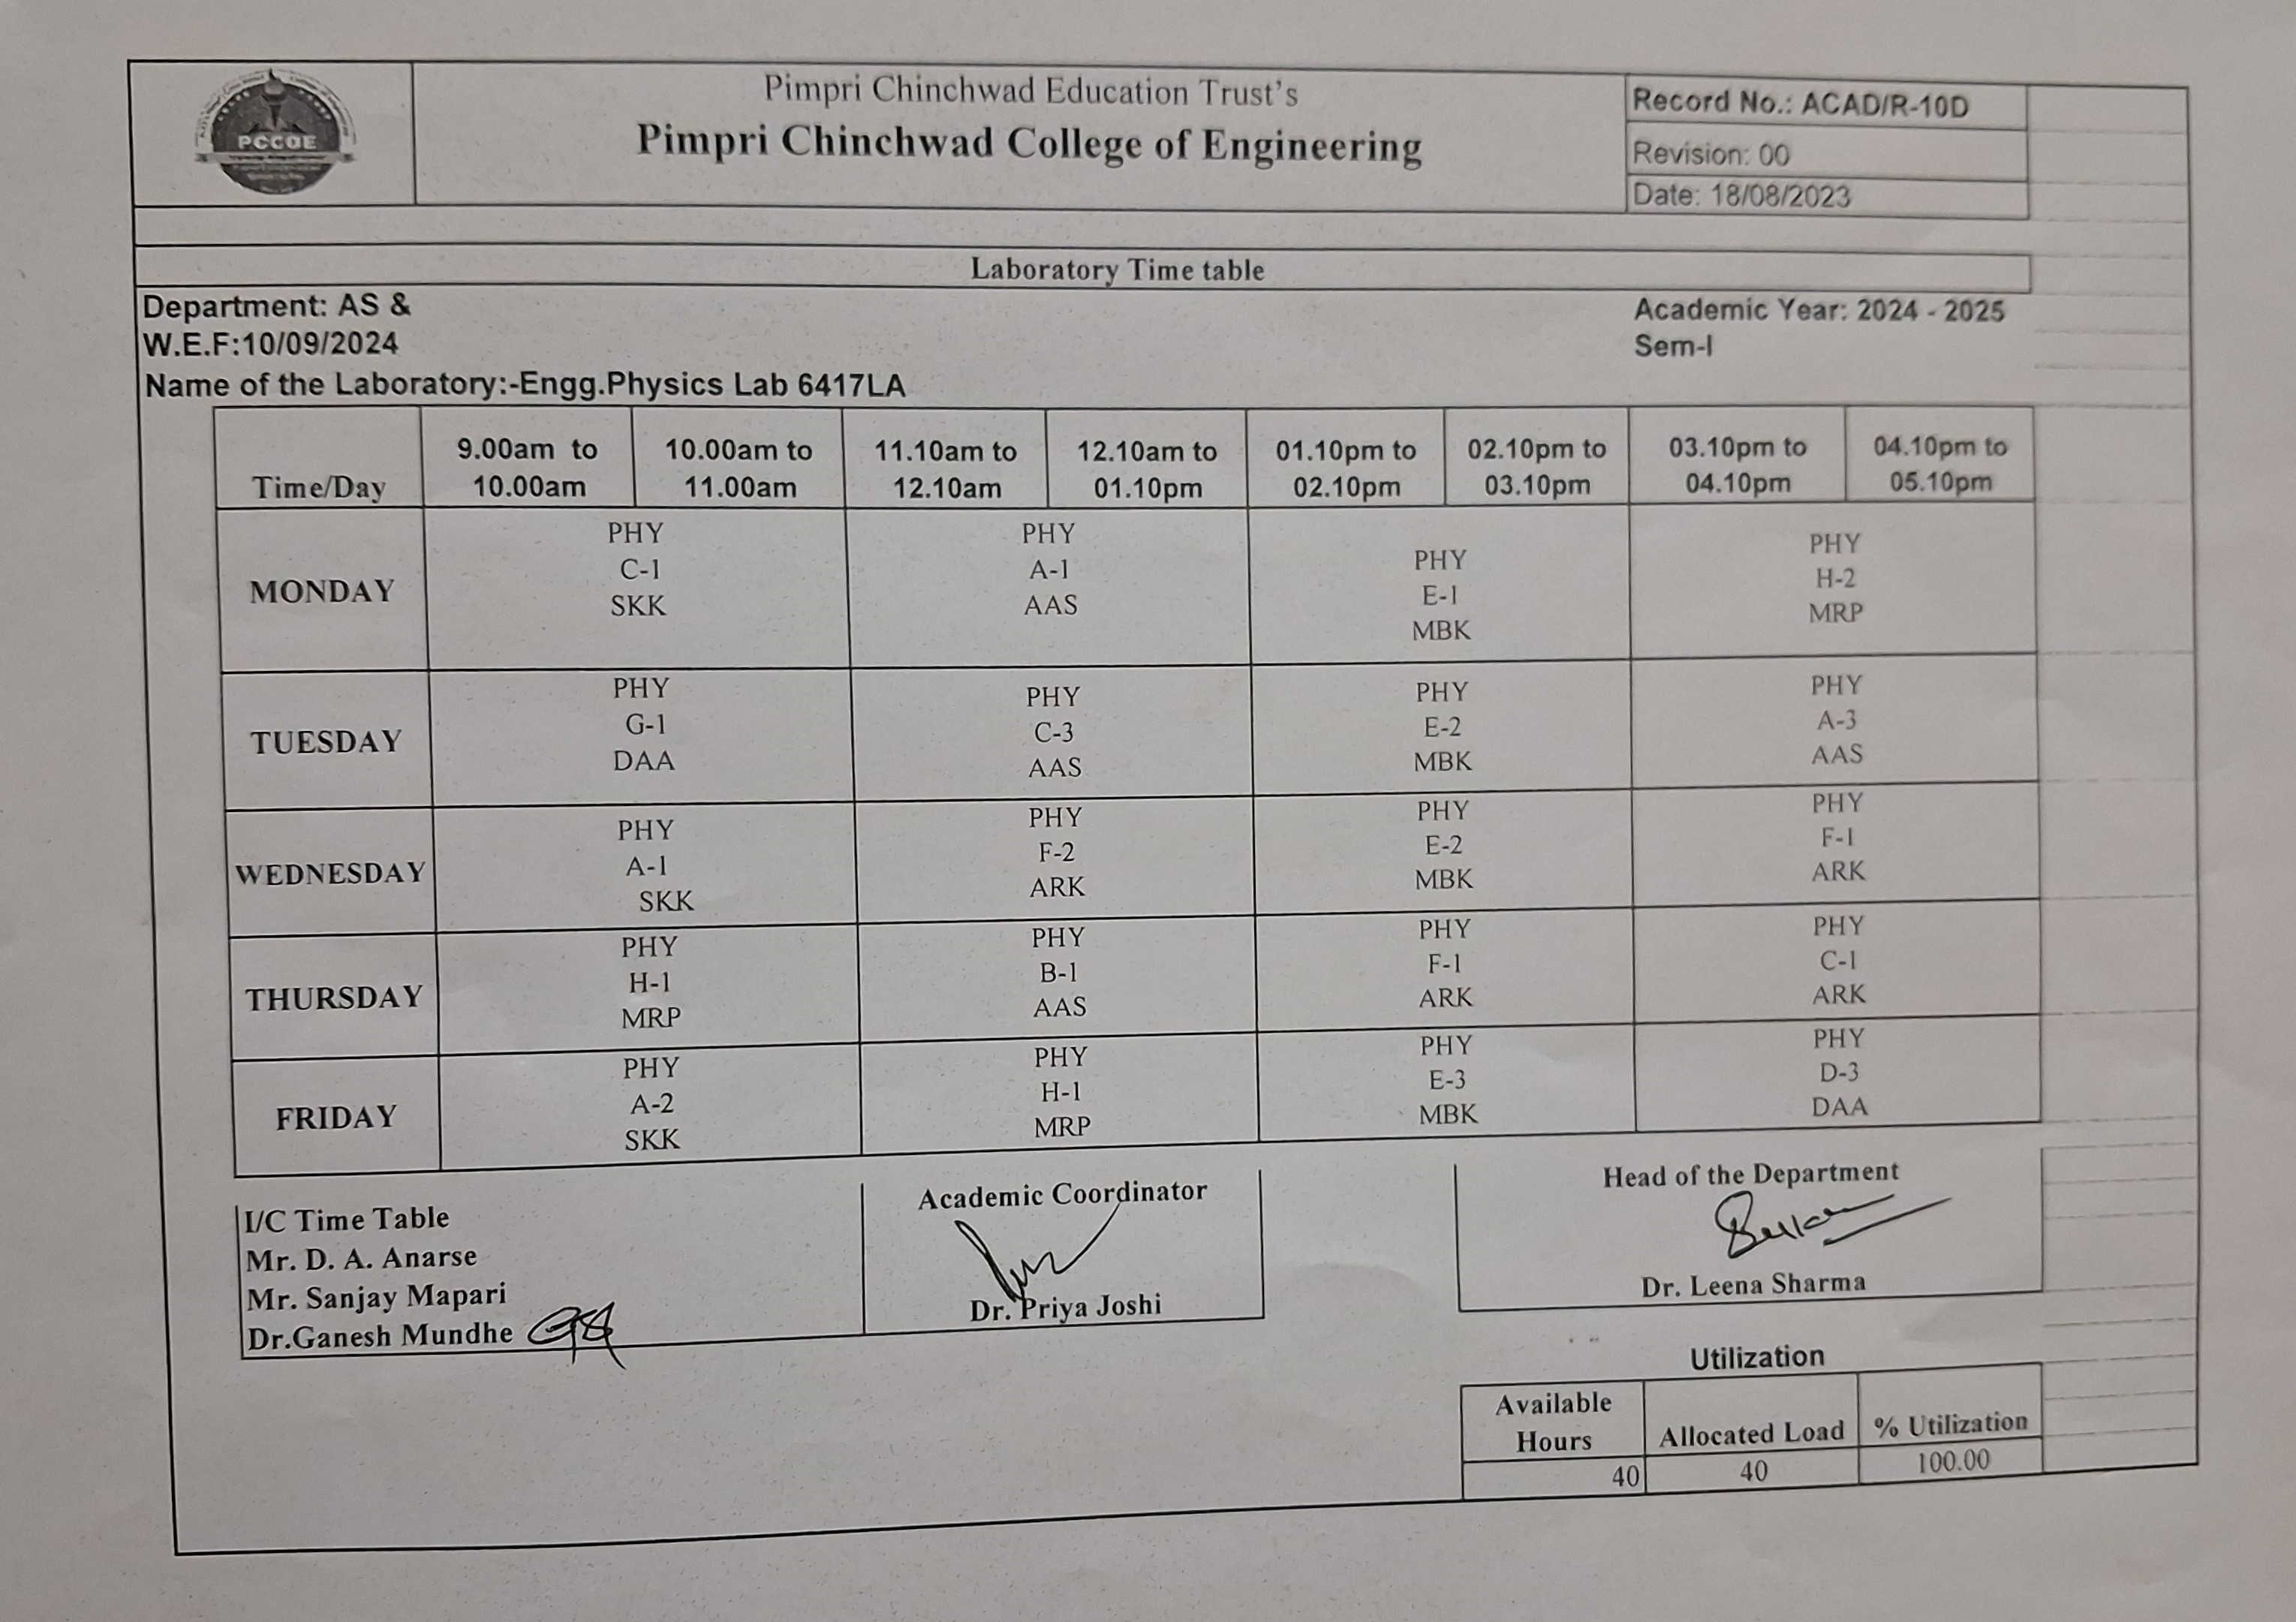 PCCOE
Pimpri Chinchwad Education Trust's
Pimpri Chinchwad College of Engineering
Record No.: ACAD/R-10D
Revision: 00
Date: 18/08/2023
Laboratory Time table
Department: AS &
Academic Year: 2024 - 2025
W.E.F:10/09/2024
Sem-I
Name of the Laboratory:-Engg.Physics Lab 6417LA
Time/Day
9.00am to
10.00am
10.00am to
11.00am
11.10am to
12.10am
12.10am to
01.10pm
01.10pm to
02.10pm
02.10pm to
03.10pm
03.10pm to
04.10pm
04.10pm to
05.10pm
MONDAY
PHY
C-1
SKK
PHY
A-1
AAS
PHY
E-1
MBK
PHY
H-2
MRP
TUESDAY
PHY
G-1
DAA
PHY
C-3
AAS
PHY
E-2
MBK
PHY
A-3
AAS
WEDNESDAY
PHY
A-1
SKK
PHY
F-2
ARK
PHY
E-2
MBK
PHY
F-1
ARK
THURSDAY
PHY
H-1
MRP
PHY
B-1
AAS
PHY
F-1
ARK
PHY
C-1
ARK
FRIDAY
PHY
A-2
SKK
PHY
H-1
MRP
PHY
E-3
MBK
PHY
D-3
DAA
I/C Time Table
Mr. D. A. Anarse
Mr. Sanjay Mapari
Dr.Ganesh Mundhe
Academic Coordinator
Dr. Priya Joshi
Head of the Department
Dr. Leena Sharma
Utilization
Available
Hours
Allocated Load
% Utilization
40
40
100.00